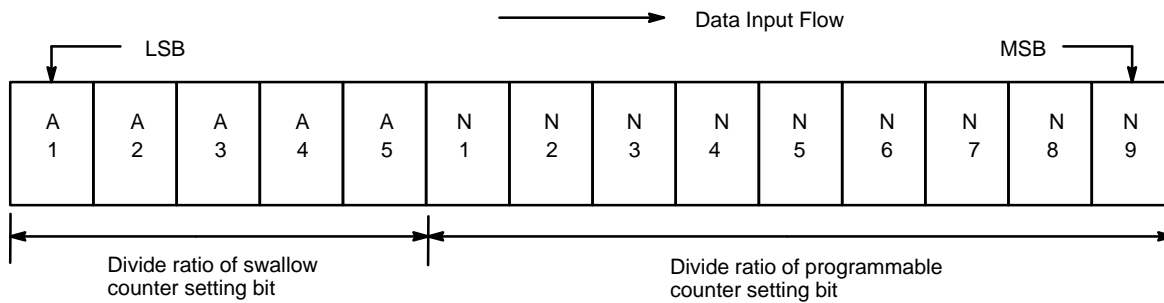 Data Input Flow
LSB
MSB
A A A A A N N N N N N N N N
1 2 3 4 5 1 2 3 4 5 6 7 8 9
Divide ratio of swallow
counter setting bit
Divide ratio of programmable
counter setting bit